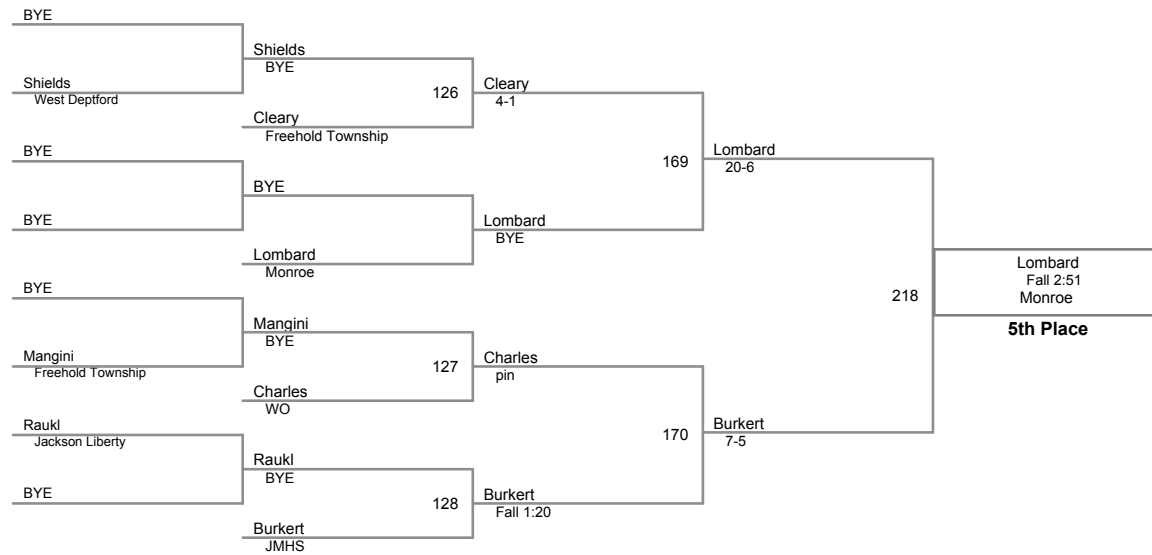 BYE
Shields
BYE
Shields
West Deptford
126
Cleary
4-1
Cleary
Freehold Township
BYE
169
Lombard
20-6
BYE
BYE
Lombard
BYE
Lombard
Monroe
BYE
218
Lombard
Fall 2:51
Monroe
5th Place
Mangini
BYE
Mangini
Freehold Township
127
Charles
pin
Charles
WO
Raukl
Jackson Liberty
170
Burkert
7-5
Raukl
BYE
BYE
128
Burkert
Fall 1:20
Burkert
JMHS